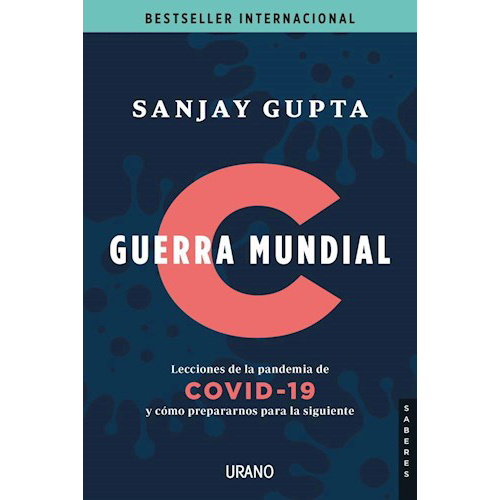 BESTSELLER INTERNACIONAL
SANJAY GUPTA
C
GUERRA MUNDIAL
Lecciones de la pandemia de
COVID-19
y cómo prepararnos para la siguiente
SABERES
URANO